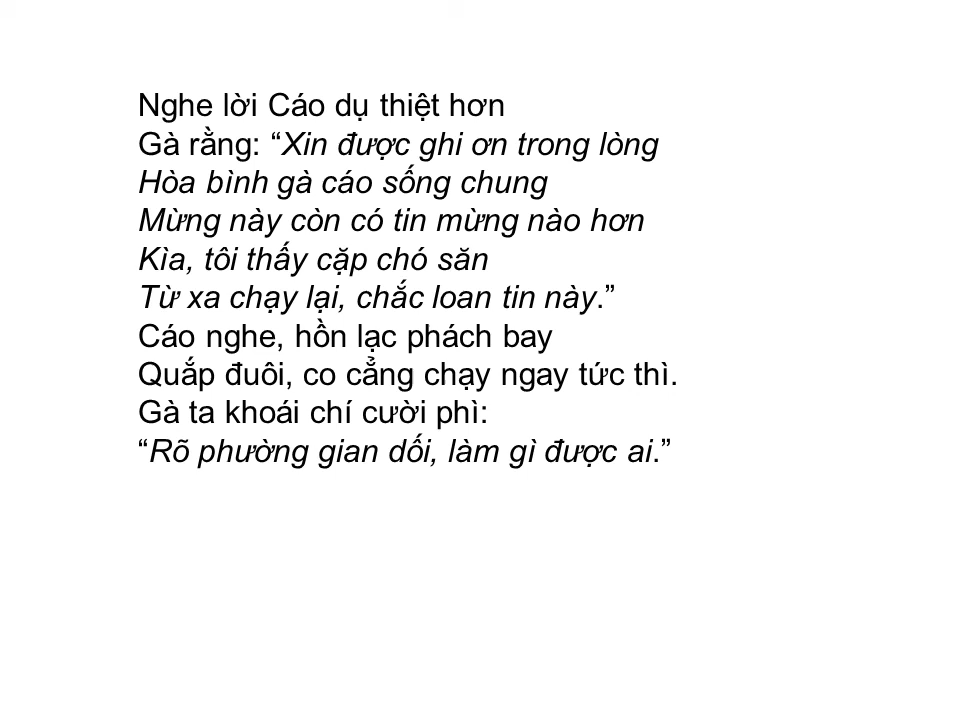 Nghe lời Cáo dụ thiệt hơn
Gà rằng: “Xin được ghi ơn trong lòng
Hòa bình gà cáo sống chung
Mừng này còn có tin mừng nào hơn
Kìa, tôi thấy cặp chó săn
Từ xa chạy lại, chắc loan tin này.”
Cáo nghe, hồn lạc phách bay
Quắp đuôi, co cẳng chạy ngay tức thì.
Gà ta khoái chí cười phì:
“Rõ phường gian dối, làm gì được ai.”